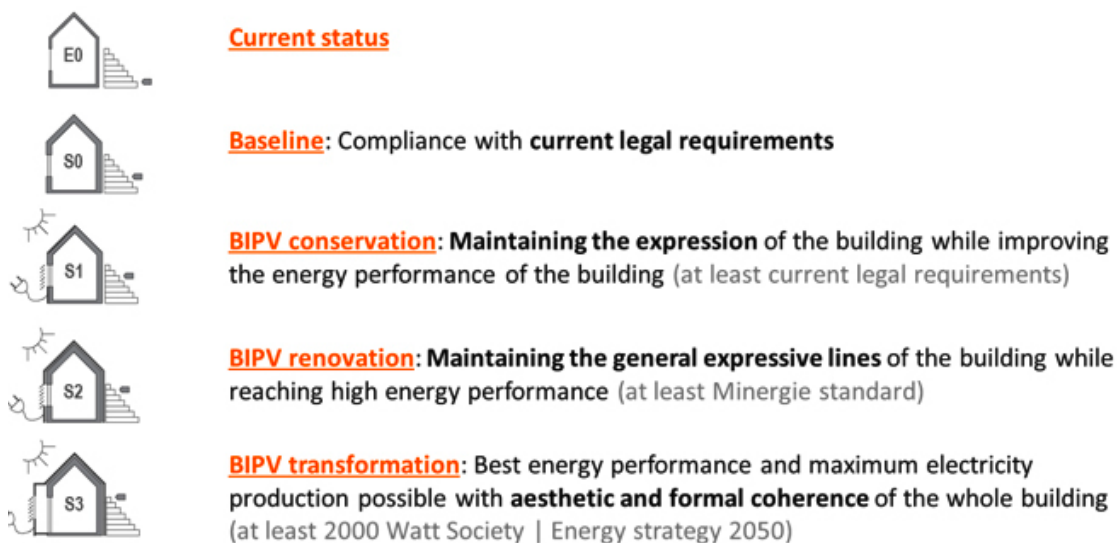 E0
Current status
S0
Baseline: Compliance with current legal requirements
S1
BIPV conservation: Maintaining the expression of the building while improving
the energy performance of the building (at least current legal requirements)
S2
BIPV renovation: Maintaining the general expressive lines of the building while
reaching high energy performance (at least Minergie standard)
S3
BIPV transformation: Best energy performance and maximum electricity
production possible with aesthetic and formal coherence of the whole building
(at least 2000 Watt Society | Energy strategy 2050)